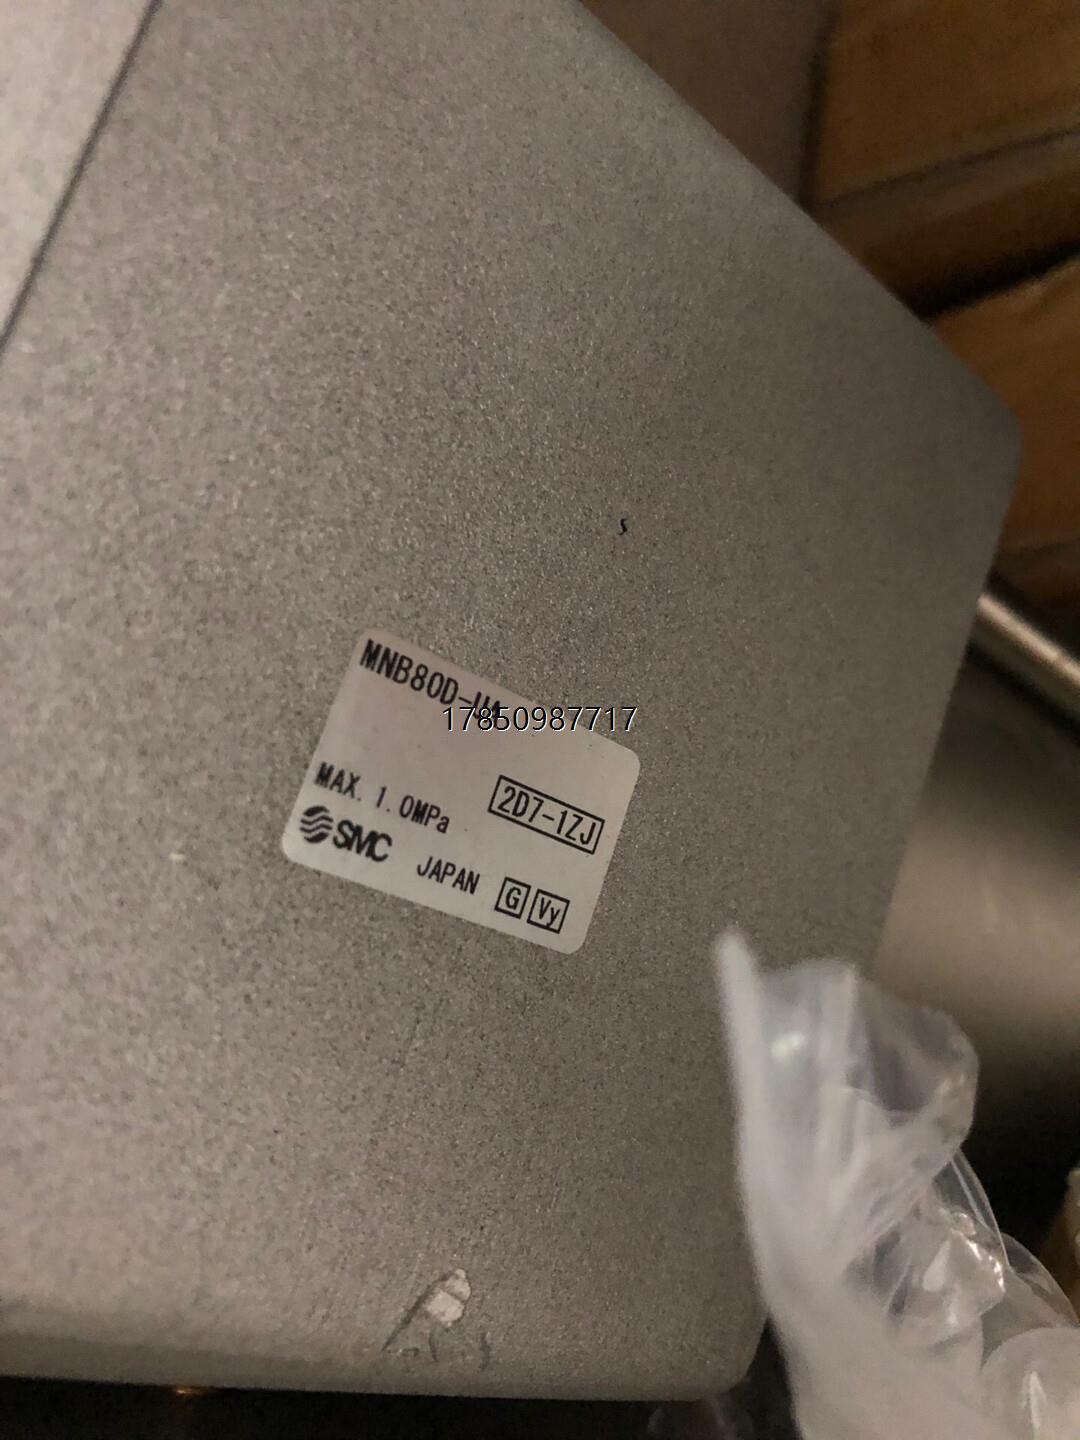 MNB80D-
17850987717
MAX. 1.0MPa
2D7-1ZJ
SMC
JAPAN G Vy